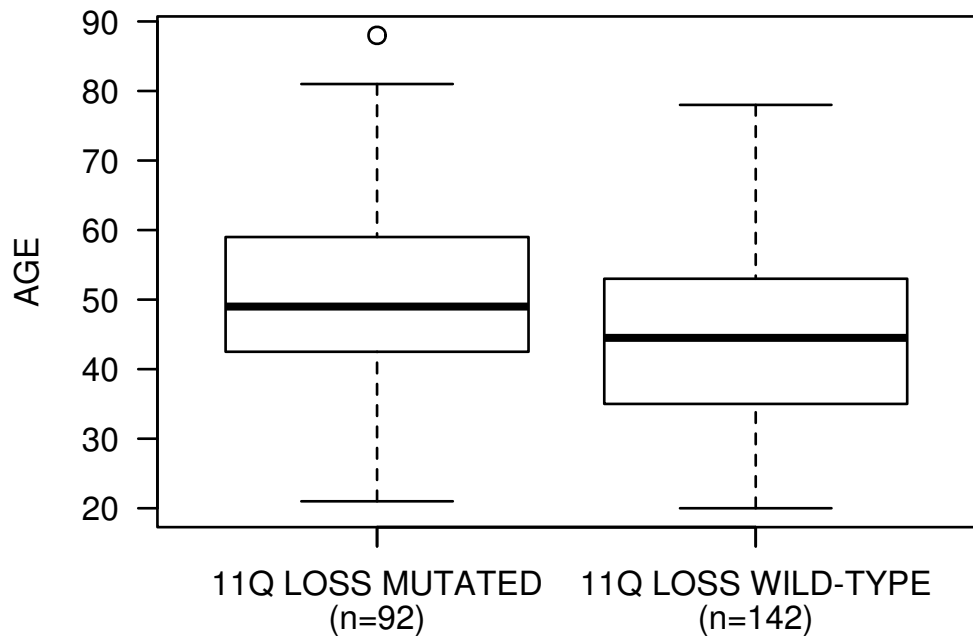 90
80
70
60
50
40
30
20
AGE
11Q LOSS MUTATED
(n=92)
11Q LOSS WILD-TYPE
(n=142)